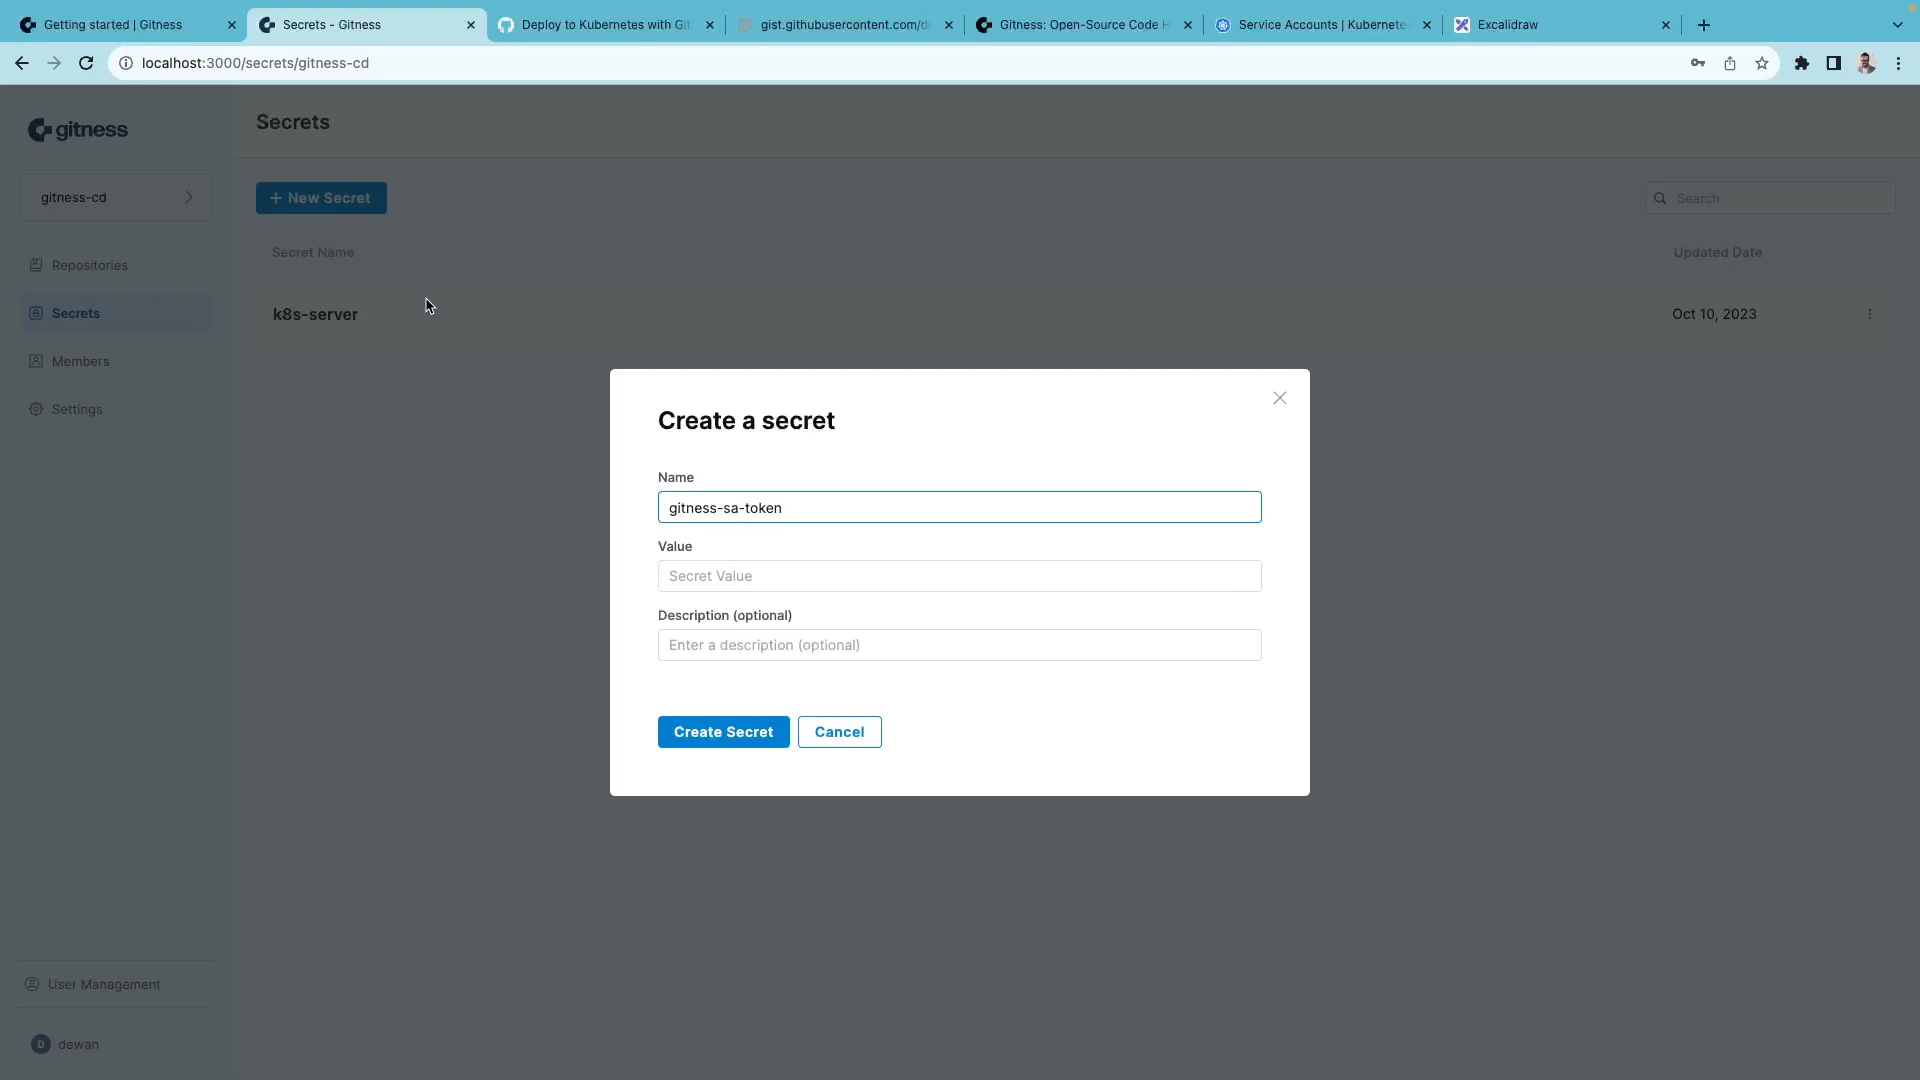 Getting started | Gitness
Secrets - Gitness
Deploy to Kubernetes with Git
gist.githubusercontent.com/d
Gitness: Open-Source Code H
Service Accounts | Kubernete
Excalidraw
localhost:3000/secrets/gitness-cd
gitness
Secrets
gitness-cd
+ New Secret
Search
Secret Name
Updated Date
Repositories
k8s-server
Oct 10, 2023
Secrets
Members
Settings
Create a secret
Name
gitness-sa-token
Value
Secret Value
Description (optional)
Enter a description (optional)
Create Secret
Cancel
User Management
D
dewan